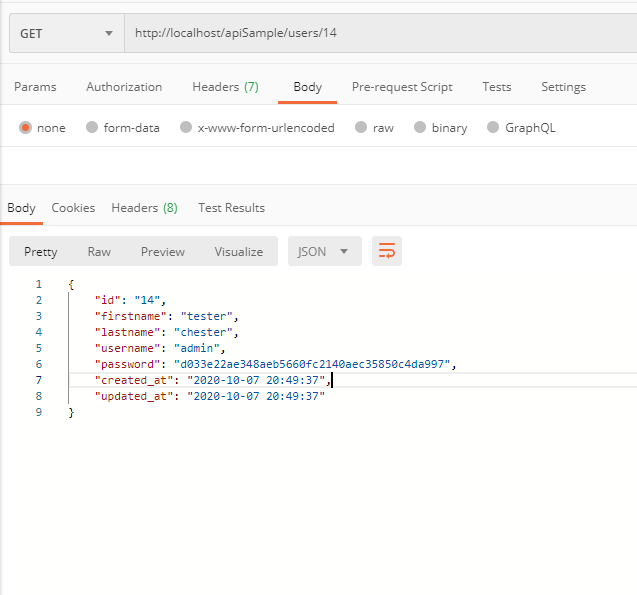 GET http://localhost/apiSample/users/14
Params Authorization Headers (7) Body Pre-request Script Tests Settings
none form-data x-www-form-urlencoded raw binary GraphQL
Body Cookies Headers (8) Test Results
Pretty Raw Preview Visualize JSON
1 {
2 "id": "14",
3 "firstname": "tester",
4 "lastname": "chester",
5 "username": "admin",
6 "password": "d033e22ae348aeb5660fc2140aec35850c4da997",
7 "created_at": "2020-10-07 20:49:37",
8 "updated_at": "2020-10-07 20:49:37"
9 }